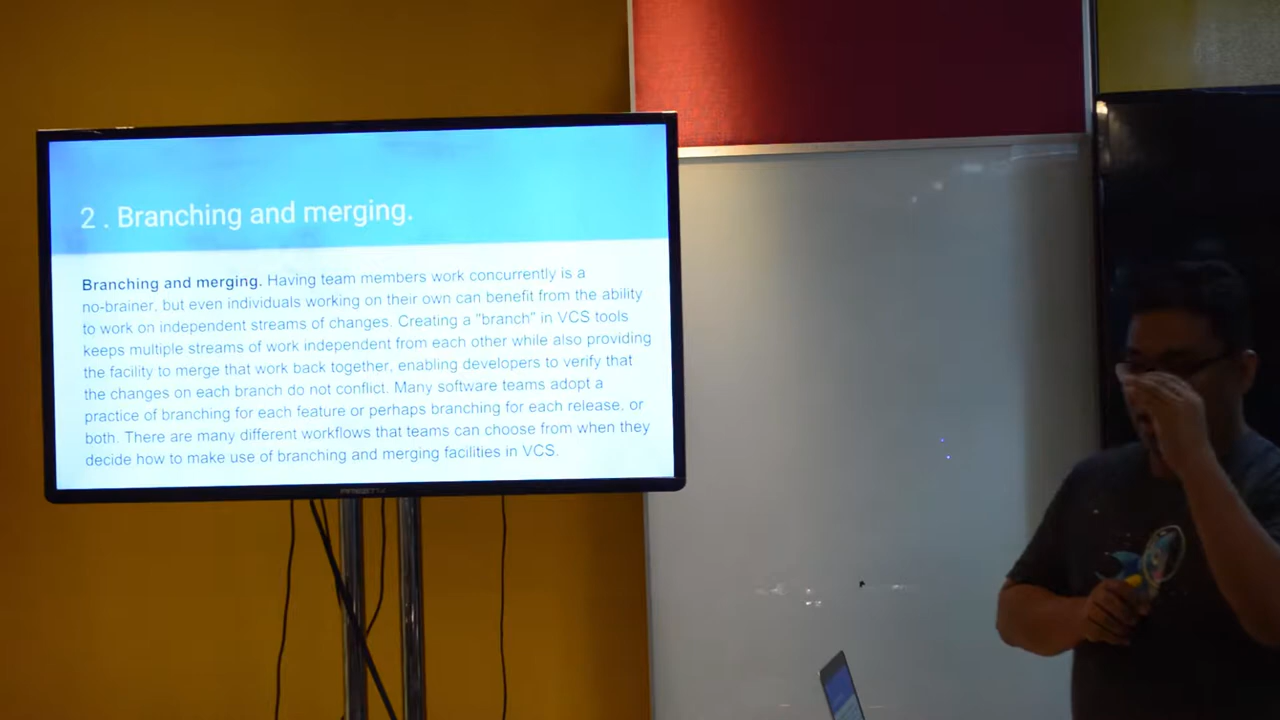 2 . Branching and merging.
Branching and merging. Having team members work concurrently is a
no-brainer, but even individuals working on their own can benefit from the ability
to work on independent streams of changes. Creating a "branch" in VCS tools
keeps multiple streams of work independent from each other while also providing
the facility to merge that work back together, enabling developers to verify that
the changes on each branch do not conflict. Many software teams adopt a
practice of branching for each feature or perhaps branching for each release, or
both. There are many different workflows that teams can choose from when they
decide how to make use of branching and merging facilities in VCS.